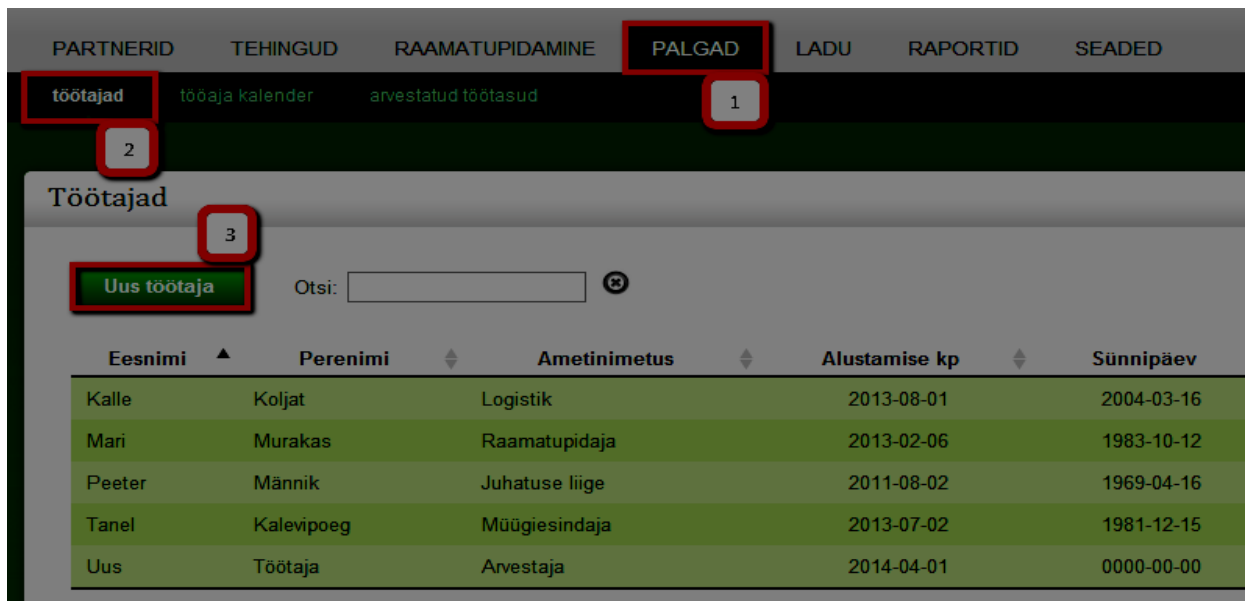 PARTNERID TEHINGUD RAAMATUPIDAMINE PALGAD LADU RAPORTID SEADED
töötajad tööaja kalender arvestatud töötasud
1
2
Töötajad
3
Uus töötaja Otsi:
Eesnimi Perenimi Ametinimetus Alustamise kp Sünnipäev
Kalle Koljat Logistik 2013-08-01 2004-03-16
Mari Murakas Raamatupidaja 2013-02-06 1983-10-12
Peeter Männik Juhatuse liige 2011-08-02 1969-04-16
Tanel Kalevipoeg Müügiesindaja 2013-07-02 1981-12-15
Uus Töötaja Arvestaja 2014-04-01 0000-00-00